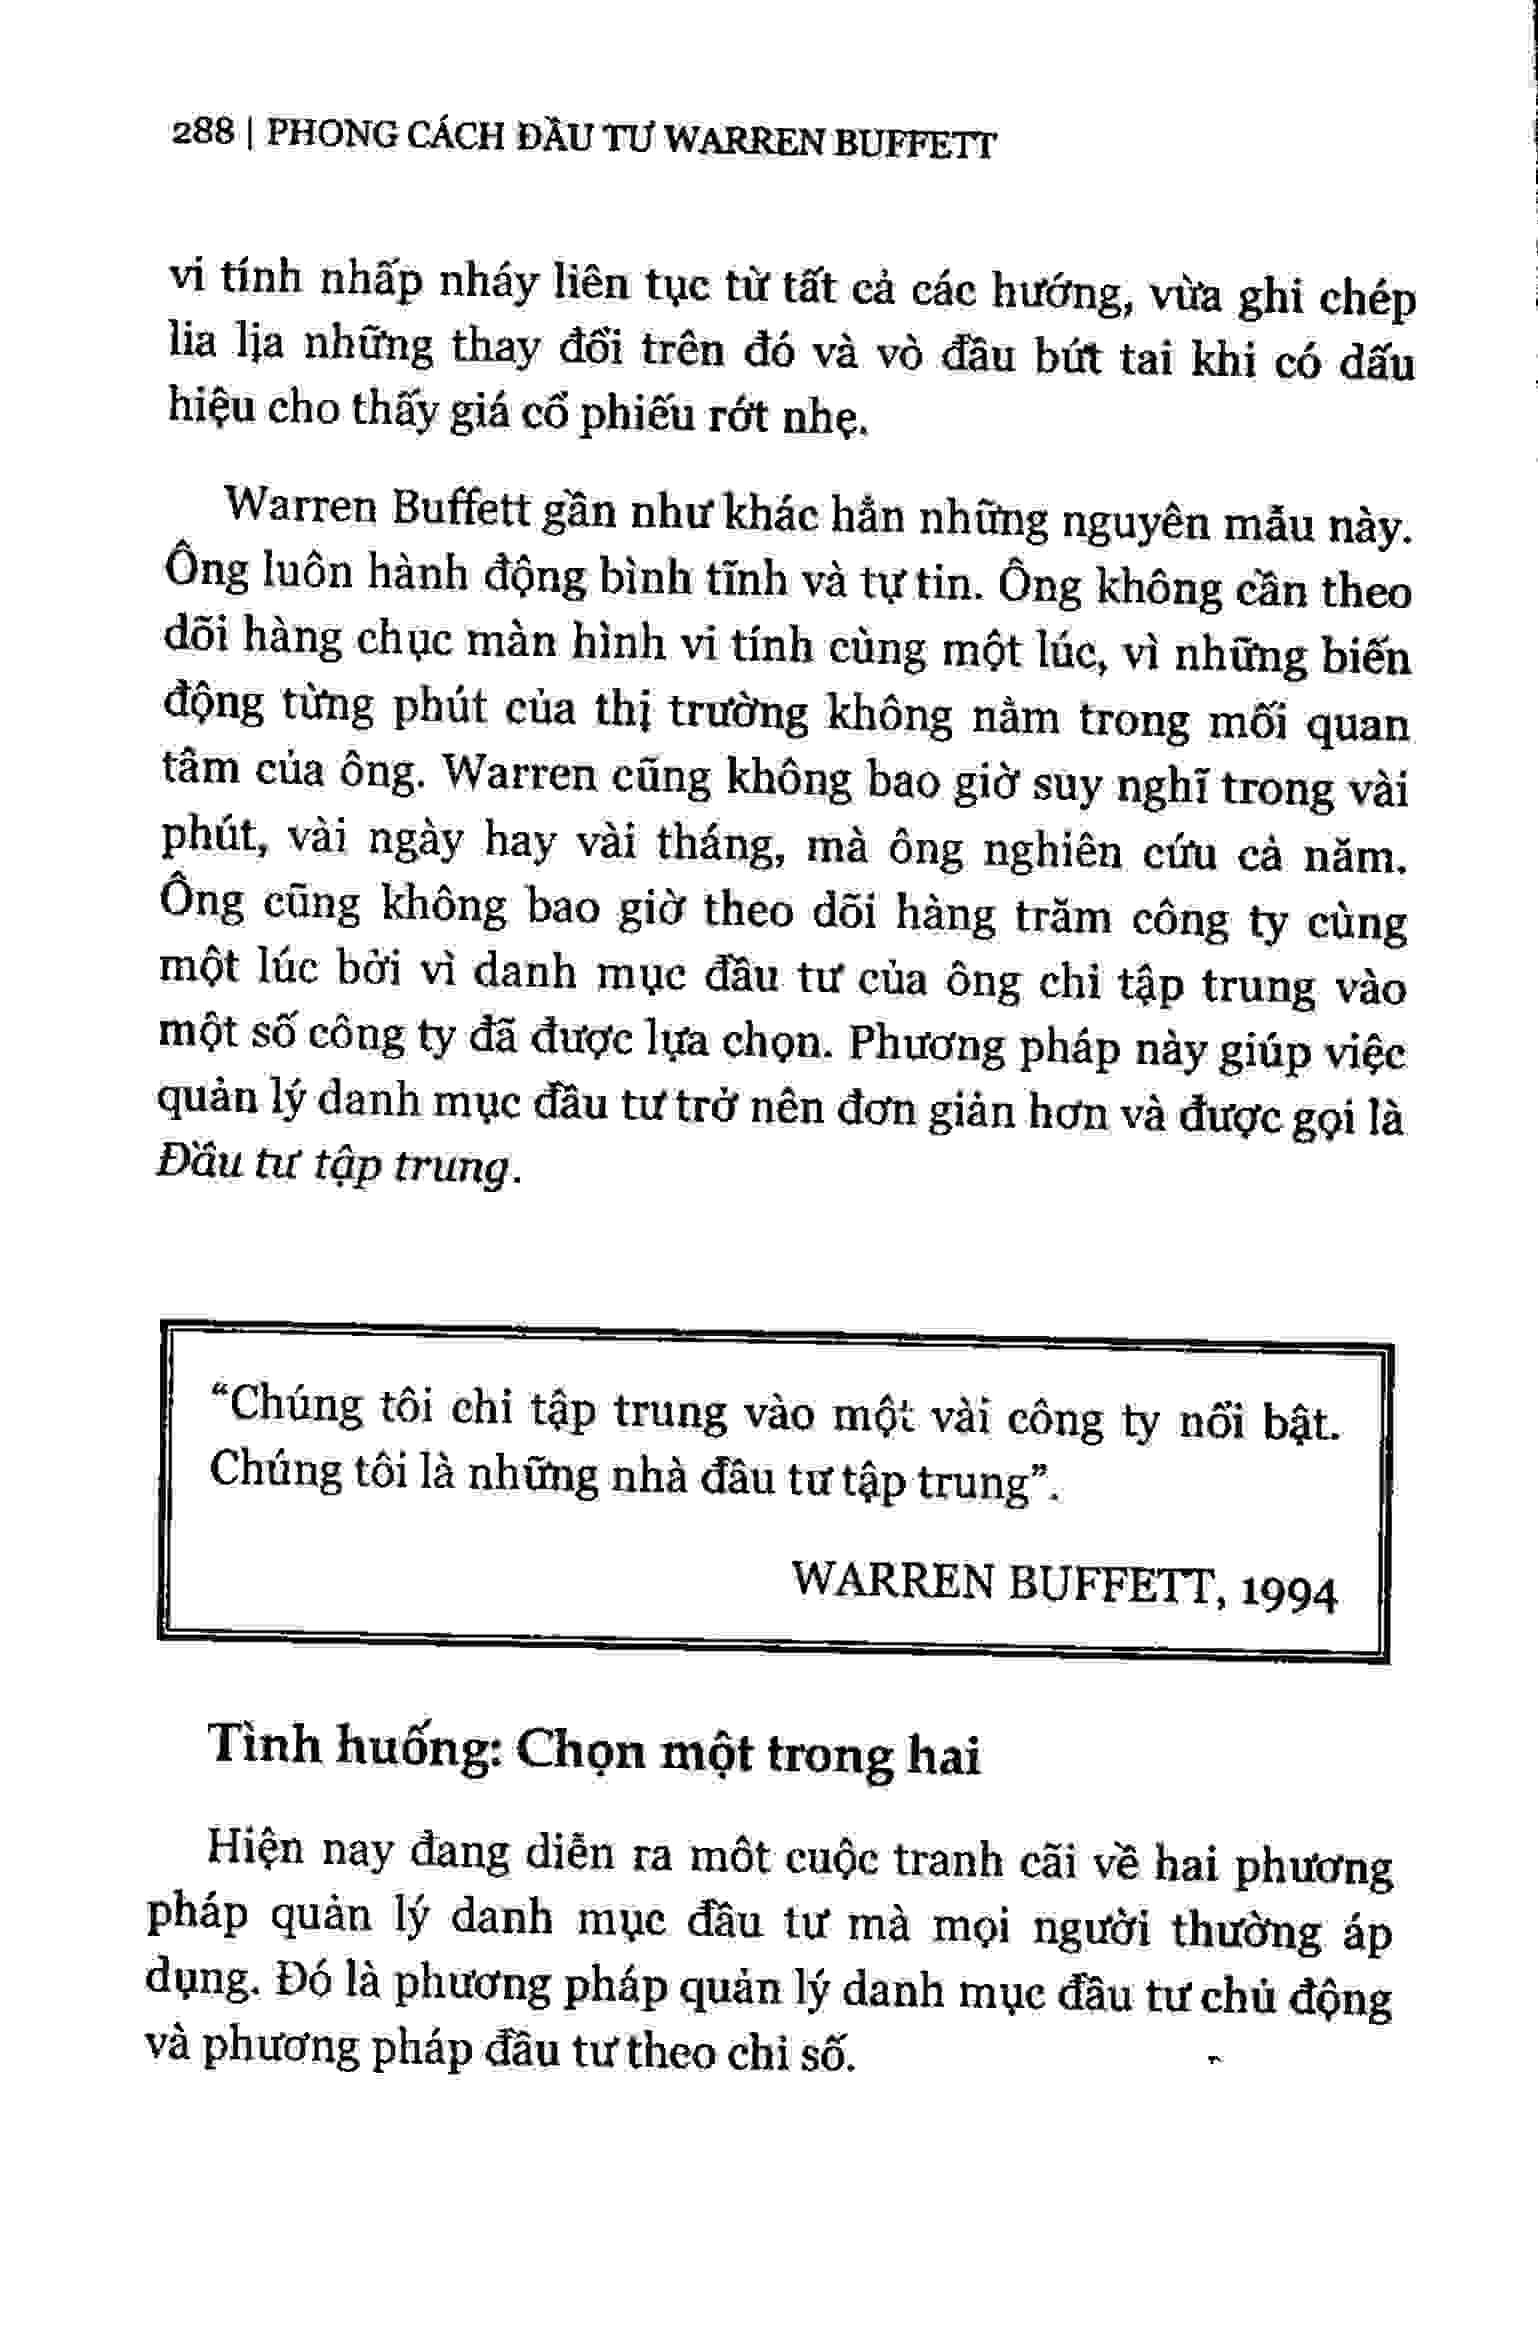 288 | PHONG CÁCH ĐẦU TƯ WARREN BUFFETT
vi tính nhấp nháy liên tục từ tất cả các hướng, vừa ghi chép
lia lịa những thay đổi trên đó và vò đầu bứt tai khi có dấu
hiệu cho thấy giá cổ phiếu rớt nhẹ.
Warren Buffett gần như khác hẳn những nguyên mẫu này.
Ông luôn hành động bình tĩnh và tự tin. Ông không cần theo
dõi hàng chục màn hình vi tính cùng một lúc, vì những biến
động từng phút của thị trường không nằm trong mối quan
tâm của ông. Warren cũng không bao giờ suy nghĩ trong vài
phút, vài ngày hay vài tháng, mà ông nghiên cứu cả năm.
Ông cũng không bao giờ theo dõi hàng trăm công ty cùng
một lúc bởi vì danh mục đầu tư của ông chỉ tập trung vào
một số công ty đã được lựa chọn. Phương pháp này giúp việc
quản lý danh mục đầu tư trở nên đơn giản hơn và được gọi là
Đầu tư tập trung.
“Chúng tôi chỉ tập trung vào một vài công ty nổi bật.
Chúng tôi là những nhà đầu tư tập trung”.
WARREN BUFFETT, 1994
Tình huống: Chọn một trong hai
Hiện nay đang diễn ra môt cuộc tranh cãi về hai phương
pháp quản lý danh mục đầu tư mà mọi người thường áp
dụng. Đó là phương pháp quản lý danh mục đầu tư chủ động
và phương pháp đầu tư theo chỉ số.